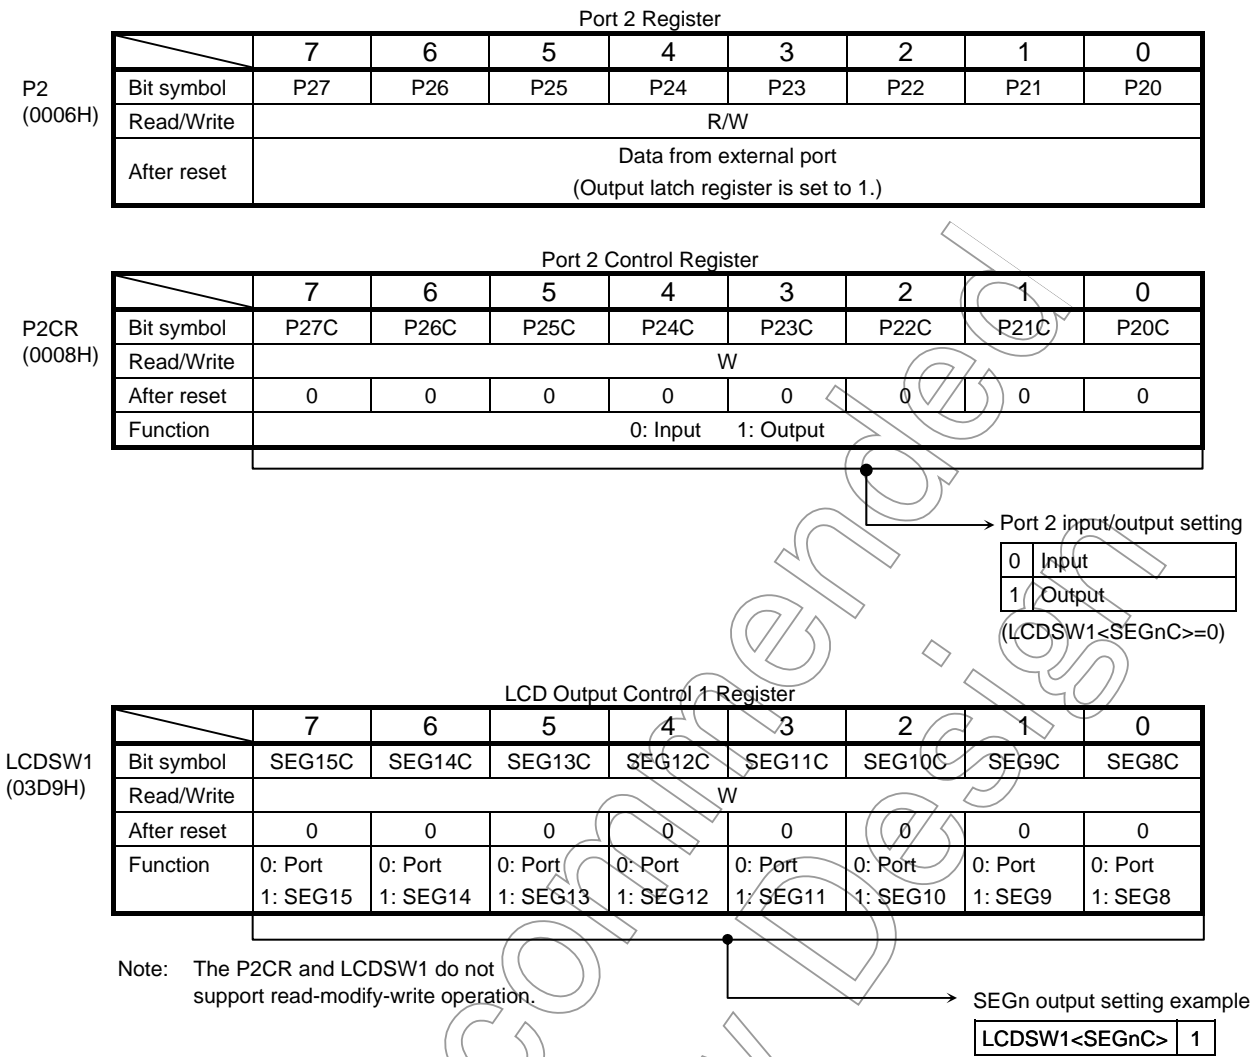 Port 2 Register
7 6 5 4 3 2 1 0
P2
(0006H)
Bit symbol P27 P26 P25 P24 P23 P22 P21 P20
Read/Write R/W
After reset Data from external port
(Output latch register is set to 1.)
Port 2 Control Register
7 6 5 4 3 2 1 0
P2CR
(0008H)
Bit symbol P27C P26C P25C P24C P23C P22C P21C P20C
Read/Write W
After reset 0 0 0 0 0 0 0 0
Function 0: Input 1: Output
Port 2 input/output setting
0 Input
1 Output
(LCDSW1<SEGnC>=0)
LCD Output Control 1 Register
7 6 5 4 3 2 1 0
LCDSW1
(03D9H)
Bit symbol SEG15C SEG14C SEG13C SEG12C SEG11C SEG10C SEG9C SEG8C
Read/Write W
After reset 0 0 0 0 0 0 0 0
Function 0: Port 0: Port 0: Port 0: Port 0: Port 0: Port 0: Port 0: Port
1: SEG15 1: SEG14 1: SEG13 1: SEG12 1: SEG11 1: SEG10 1: SEG9 1: SEG8
Note: The P2CR and LCDSW1 do not
support read-modify-write operation.
SEGn output setting example
LCDSW1<SEGnC> 1